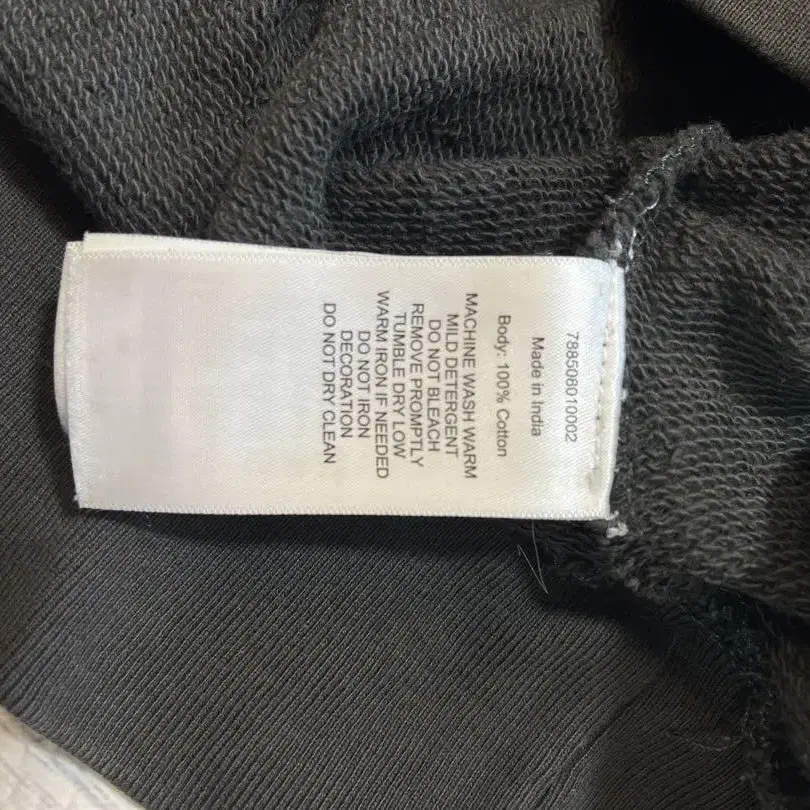 788508010002
Made in India
Body: 100% Cotton
MACHINE WASH WARM
MILD DETERGENT
DO NOT BLEACH
REMOVE PROMPTLY
TUMBLE DRY LOW
WARM IRON IF NEEDED
DO NOT IRON
DECORATION
DO NOT DRY CLEAN